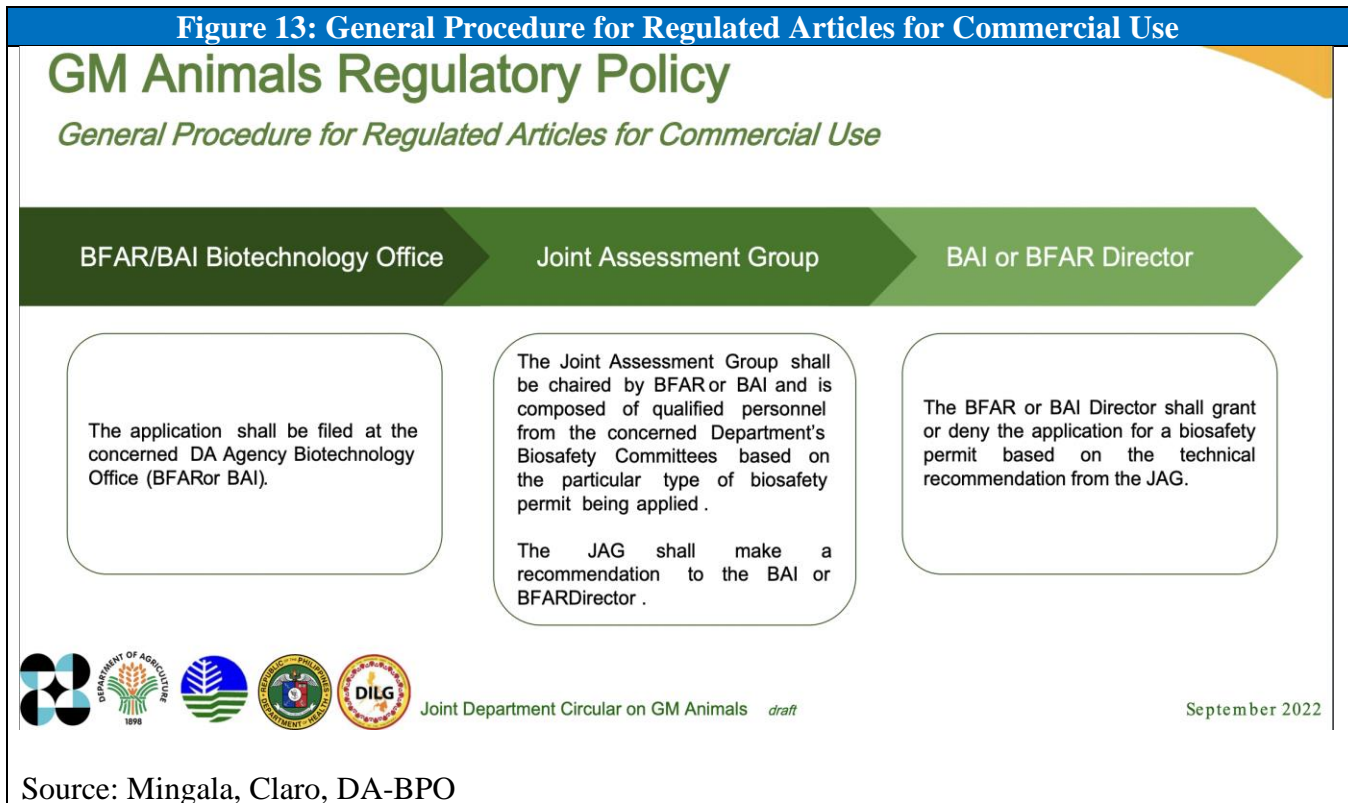 Figure 13: General Procedure for Regulated Articles for Commercial Use
GM Animals Regulatory Policy
General Procedure for Regulated Articles for Commercial Use
BFAR/BAI Biotechnology Office
Joint Assessment Group
BAI or BFAR Director
The application shall be filed at the
concerned DA Agency Biotechnology
Office (BFARor BAI).
The Joint Assessment Group shall
be chaired by BFAR or BAI and is
composed of qualified personnel
from the concerned Department's
Biosafety Committees based on
the particular type of biosafety
permit being applied .
The JAG shall make a
recommendation to the BAI or
BFARDirector .
The BFAR or BAI Director shall grant
or deny the application for a biosafety
permit based on the technical
recommendation from the JAG.
DEPARTMENT OF AGRICULTURE
1898
REPUBLIC OF THE PHILIPPINES
DEPARTMENT OF HEALTH
DILG
Joint Department Circular on GM Animals draft
September 2022
Source: Mingala, Claro, DA-BPO